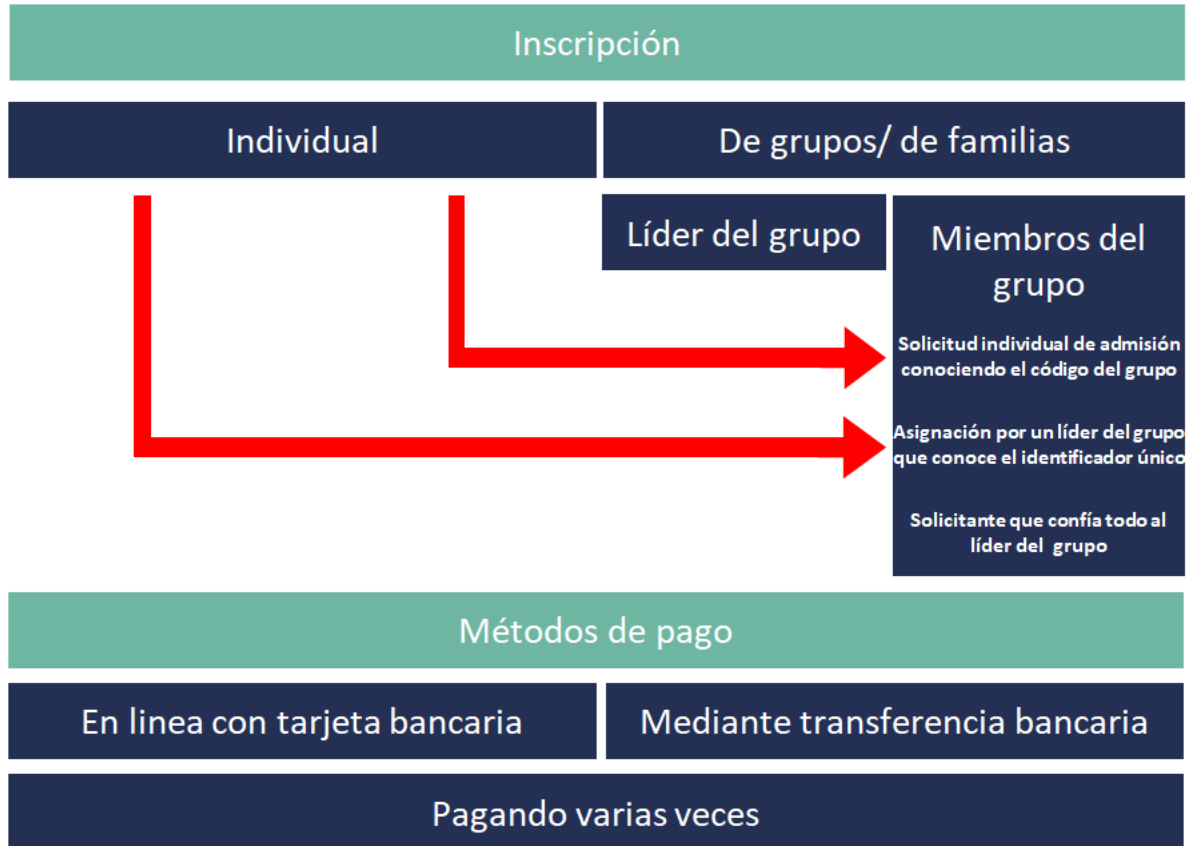 Inscripción
Individual
De grupos/ de familias
Líder del grupo
Miembros del
grupo
Solicitud individual de admisión
conociendo el código del grupo
Asignación por un líder del grupo
que conoce el identificador único
Solicitante que confía todo al
líder del grupo
Métodos de pago
En linea con tarjeta bancaria
Mediante transferencia bancaria
Pagando varias veces